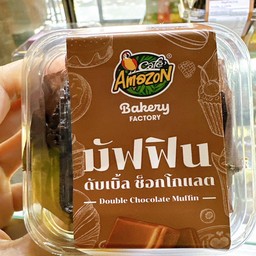 Café
Amazon
Bakery
FACTORY
มัฟฟิน
ดับเบิ้ล ช็อกโกแลต
Double Chocolate Muffin